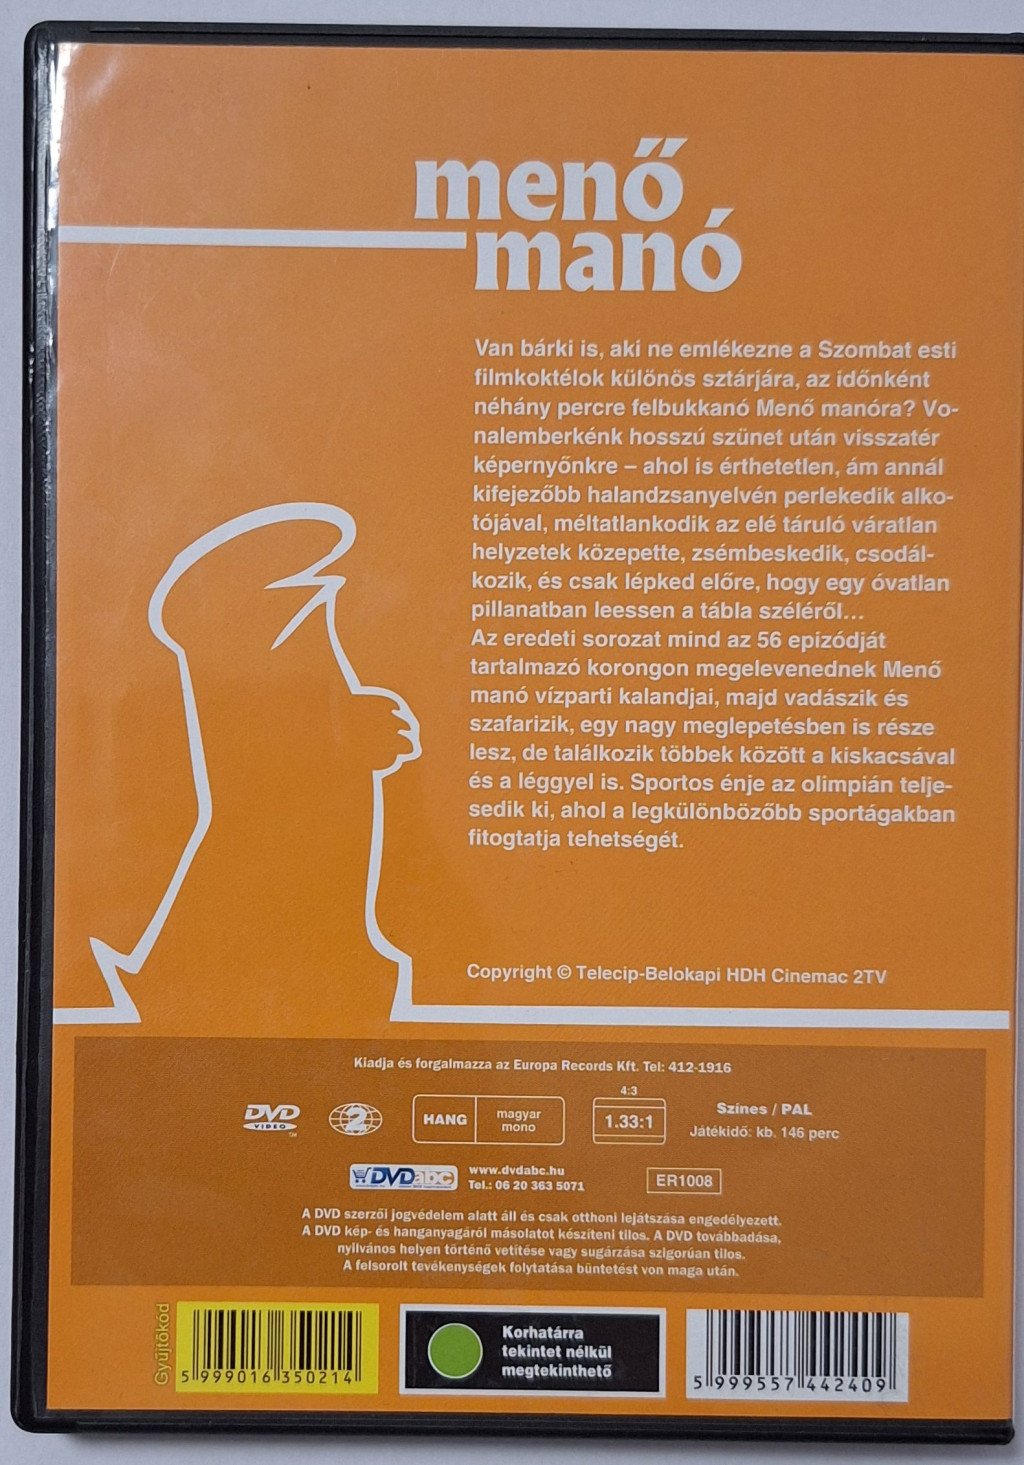 menő
manó
Van bárki is, aki ne emlékezne a Szombat esti
filmkoktélok különös sztárjára, az időnként
néhány percre felbukkanó Menő manóra? Vo-
nalemberkénk hosszú szünet után visszatér
képernyőnkre – ahol is érthetetlen, ám annál
kifejezőbb halandzsanyelvén perlekedik alko-
tójával, méltatlankodik az elé táruló váratlan
helyzetek közepette, zsémbeskedik, csodál-
kozik, és csak lépked előre, hogy egy óvatlan
pillanatban leessen a tábla széléről...
Az eredeti sorozat mind az 56 epizódját
tartalmazó korongon megelevenednek Menő
manó vízparti kalandjai, majd vadászik és
szafarizik, egy nagy meglepetésben is része
lesz, de találkozik többek között a kiskacsával
és a léggyel is. Sportos énje az olimpián telje-
sedik ki, ahol a legkülönbözőbb sportágakban
fitogtatja tehetségét.
Copyright © Telecip-Belokapi HDH Cinemac 2TV
Kiadja és forgalmazza az Europa Records Kft. Tel: 412-1916
DVD
VIDEO
2
HANG
magyar
mono
4:3
1.33:1
Színes / PAL
Játékidő: kb. 146 perc
DVDabc
www.dvdabc.hu
Tel.: 06 20 363 5071
ER1008
A DVD szerzői jogvédelem alatt áll és csak otthoni lejátszása engedélyezett.
A DVD kép- és hanganyagáról másolatot készíteni tilos. A DVD továbbadása,
nyilvános helyen történő vetítése vagy sugárzása szigorúan tilos.
A felsorolt tevékenységek folytatása büntetést von maga után.
Gyűjtőkód
5 999016 350214
Korhatárra
tekintet nélkül
megtekinthető
5 999557 442409